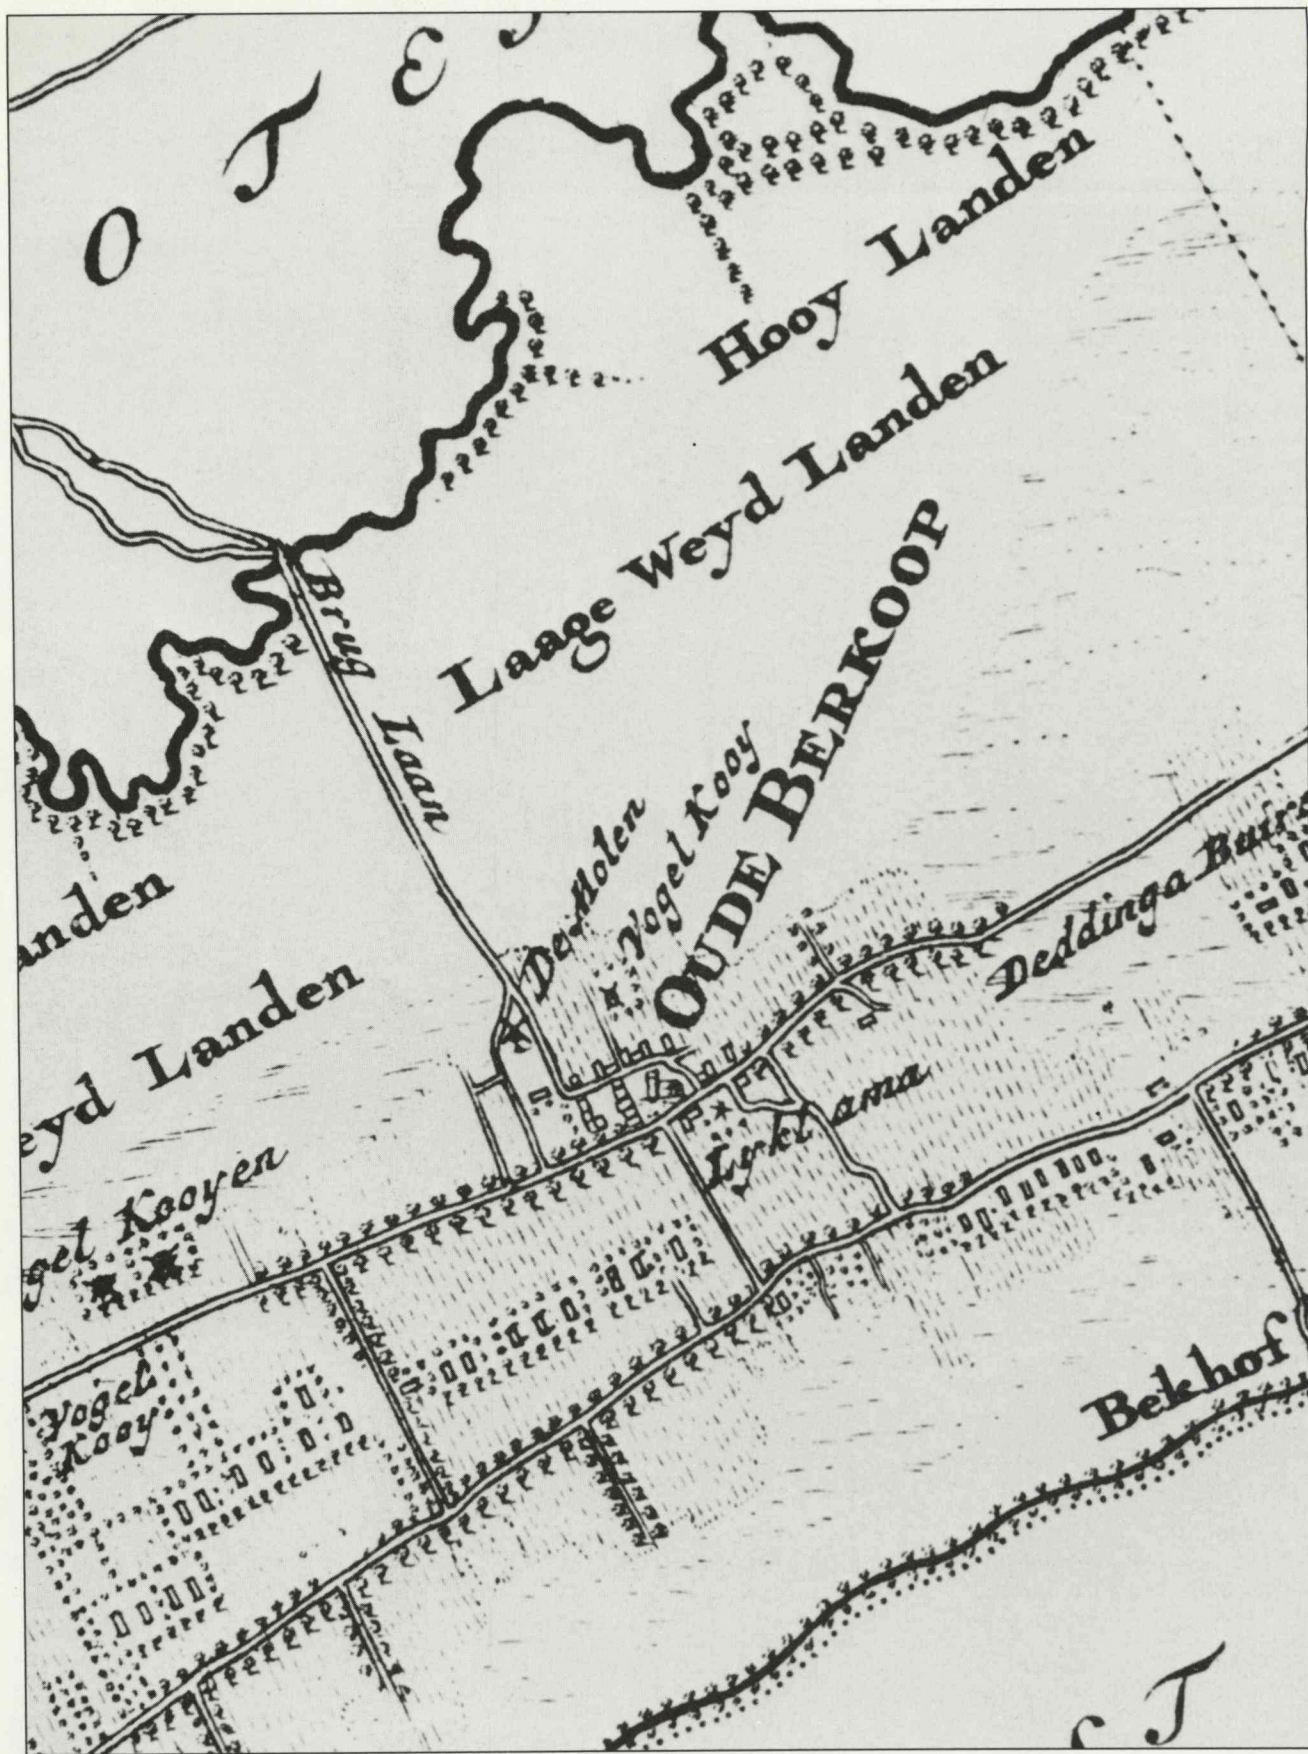 O T E
Hooy Landen
Laage Weyd Landen
Brug Laan
OUDE BERKOOP
De Molen
Vogel Kooy
Deddinga Buirs
anden
eyd Landen
Lyklama
gel Kooyen
Vogel
Kooy
Bekhof
T